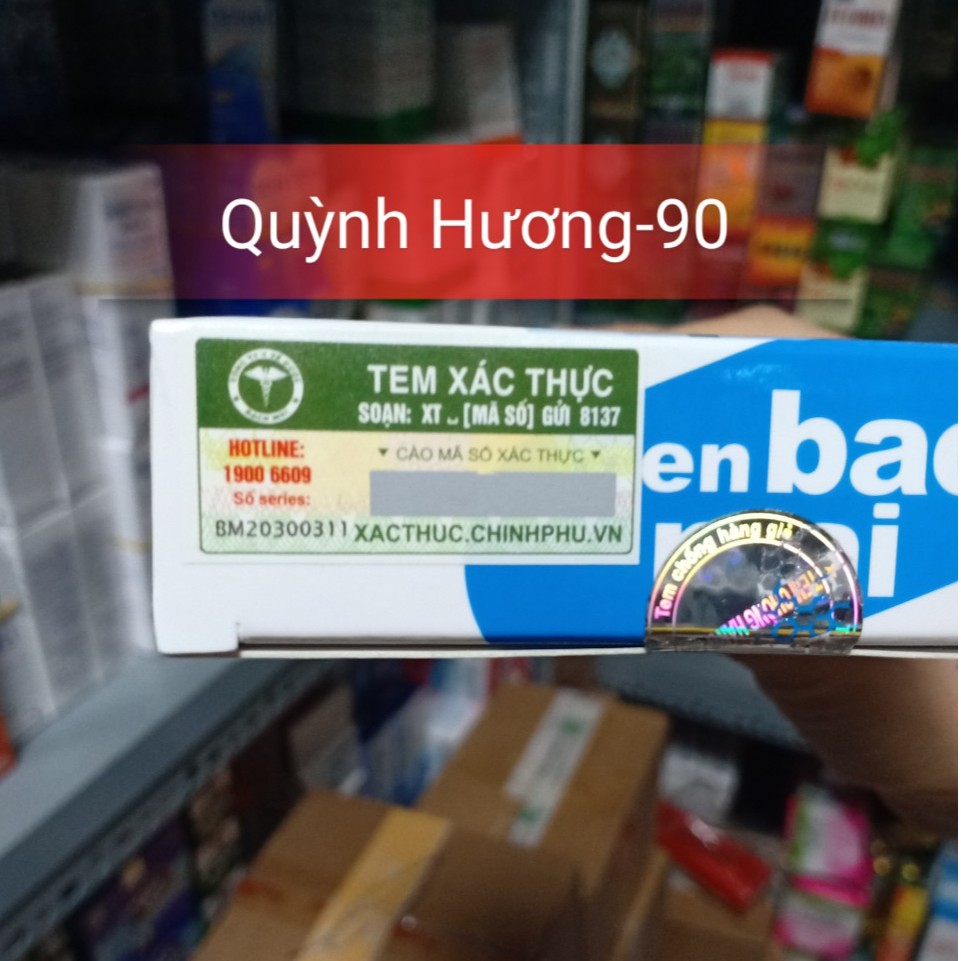 Quỳnh Hương-90
TEM XÁC THỰC
SOẠN: XT ⎵ [MÃ SỐ] GỬI 8137
HOTLINE:
1900 6609
Số series:
BM20300311
▼ CÀO MÃ SỐ XÁC THỰC ▼
XACTHUC.CHINHPHU.VN
en bac
Tem chống hàng giả